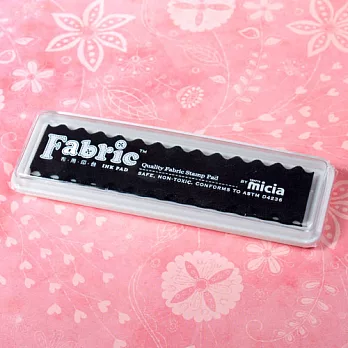 Fabric™
布用印台 INK PAD
Quality Fabric Stamp Pad
SAFE, NON-TOXIC. CONFORMS TO ASTM D4236
BY micia